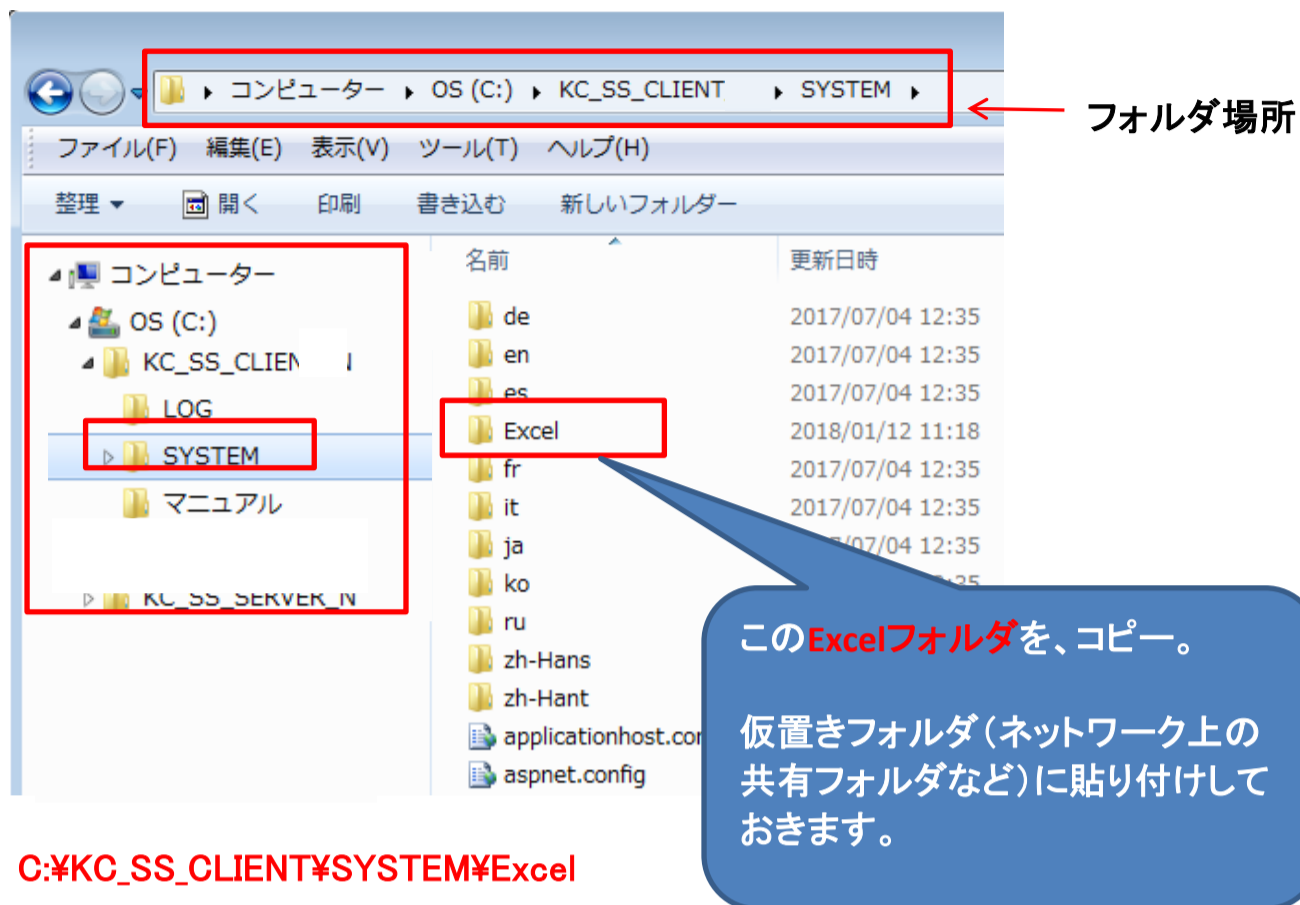 コンピューター ▸ OS (C:) ▸ KC_SS_CLIENT ▸ SYSTEM ▸
フォルダ場所
ファイル(F) 編集(E) 表示(V) ツール(T) ヘルプ(H)
整理 ▼ 開く 印刷 書き込む 新しいフォルダー
コンピューター
OS (C:)
KC_SS_CLIEN
LOG
SYSTEM
マニュアル
KC_SS_SERVER_N
名前 更新日時
de 2017/07/04 12:35
en 2017/07/04 12:35
es 2017/07/04 12:35
Excel 2018/01/12 11:18
fr 2017/07/04 12:35
it 2017/07/04 12:35
ja /07/04 12:35
ko
ru
zh-Hans
zh-Hant
applicationhost.con
aspnet.config
このExcelフォルダを、コピー。
仮置きフォルダ(ネットワーク上の
共有フォルダなど)に貼り付けして
おきます。
C:¥KC_SS_CLIENT¥SYSTEM¥Excel